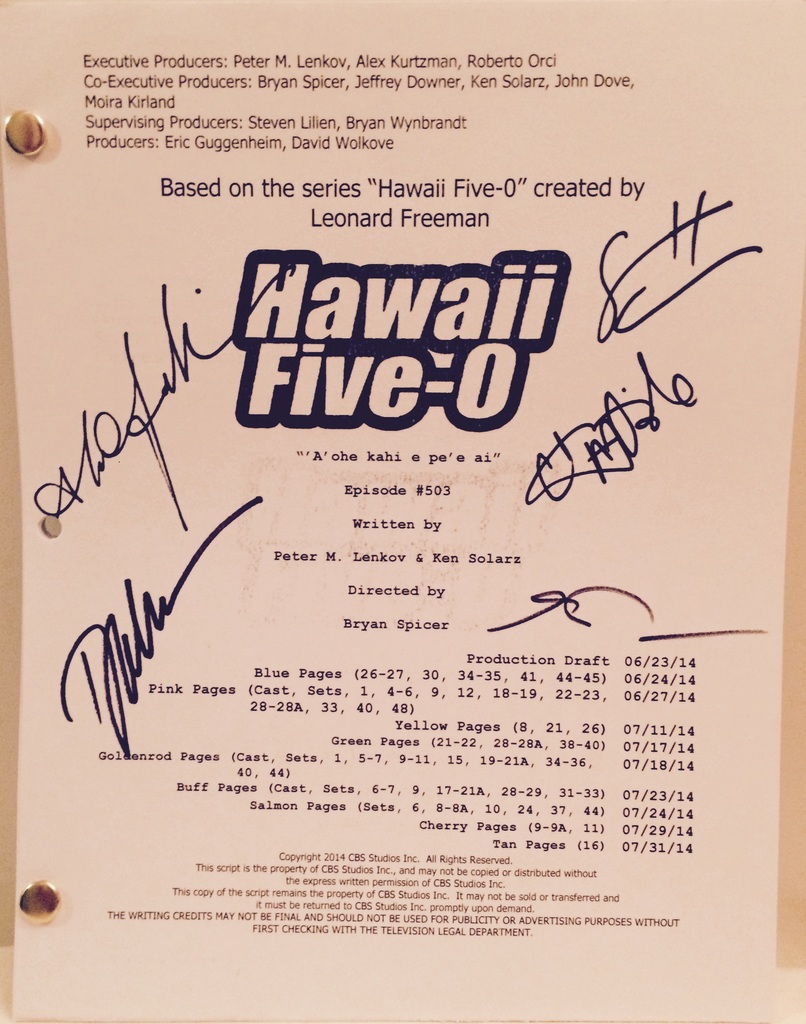 Executive Producers: Peter M. Lenkov, Alex Kurtzman, Roberto Orci
Co-Executive Producers: Bryan Spicer, Jeffrey Downer, Ken Solarz, John Dove,
Moira Kirland
Supervising Producers: Steven Lilien, Bryan Wynbrandt
Producers: Eric Guggenheim, David Wolkove
Based on the series "Hawaii Five-0" created by
Leonard Freeman
Hawaii
Five-0
"'A'ohe kahi e pe'e ai"
Episode #503
Written by
Peter M. Lenkov & Ken Solarz
Directed by
Bryan Spicer
Production Draft 06/23/14
Blue Pages (26-27, 30, 34-35, 41, 44-45) 06/24/14
Pink Pages (Cast, Sets, 1, 4-6, 9, 12, 18-19, 22-23, 06/27/14
28-28A, 33, 40, 48)
Yellow Pages (8, 21, 26) 07/11/14
Green Pages (21-22, 28-28A, 38-40) 07/17/14
Goldenrod Pages (Cast, Sets, 1, 5-7, 9-11, 15, 19-21A, 34-36, 07/18/14
40, 44)
Buff Pages (Cast, Sets, 6-7, 9, 17-21A, 28-29, 31-33) 07/23/14
Salmon Pages (Sets, 6, 8-8A, 10, 24, 37, 44) 07/24/14
Cherry Pages (9-9A, 11) 07/29/14
Tan Pages (16) 07/31/14
Copyright 2014 CBS Studios Inc. All Rights Reserved.
This script is the property of CBS Studios Inc., and may not be copied or distributed without
the express written permission of CBS Studios Inc.
This copy of the script remains the property of CBS Studios Inc. It may not be sold or transferred and
it must be returned to CBS Studios Inc. promptly upon demand.
THE WRITING CREDITS MAY NOT BE FINAL AND SHOULD NOT BE USED FOR PUBLICITY OR ADVERTISING PURPOSES WITHOUT
FIRST CHECKING WITH THE TELEVISION LEGAL DEPARTMENT.